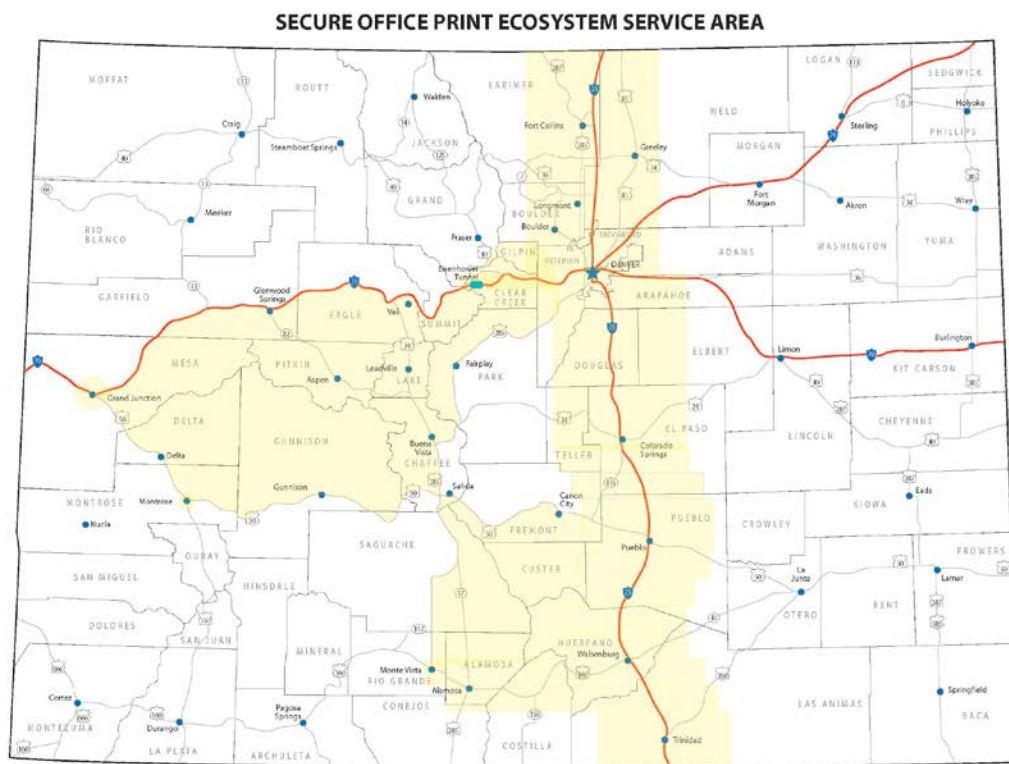 SECURE OFFICE PRINT ECOSYSTEM SERVICE AREA
MOFFAT
ROUTT
LARIMER
WELD
LOGAN
SEDGWICK
Walden
Craig
Steamboat Springs
JACKSON
Fort Collins
Greeley
Sterling
Holyoke
PHILLIPS
MORGAN
Meeker
RIO
BLANCO
GRAND
Fraser
Longmont
BOULDER
Boulder
Fort
Morgan
Akron
Wray
YUMA
WASHINGTON
ADAMS
GILPIN
DENVER
Eisenhower
Tunnel
CLEAR
CREEK
ARAPAHOE
GARFIELD
Glenwood
Springs
EAGLE
Vail
SUMMIT
MESA
PITKIN
Aspen
Leadville
LAKE
Fairplay
PARK
DOUGLAS
ELBERT
Limon
Burlington
KIT CARSON
Grand Junction
DELTA
Delta
GUNNISON
Gunnison
Buena
Vista
CHAFFEE
Salida
TELLER
Colorado
Springs
EL PASO
LINCOLN
CHEYENNE
MONTROSE
Montrose
Nucla
OURAY
Canon
City
FREMONT
PUEBLO
Pueblo
CROWLEY
KIOWA
Eads
SAGUACHE
CUSTER
SAN MIGUEL
HINSDALE
DOLORES
SAN JUAN
La
Junta
OTERO
BENT
PROWERS
Lamar
MINERAL
Monte Vista
RIO GRANDE
ALAMOSA
Alamosa
HUERFANO
Walsenburg
Cortez
MONTEZUMA
Durango
LA PLATA
Pagosa
Springs
ARCHULETA
CONEJOS
COSTILLA
Trinidad
LAS ANIMAS
Springfield
BACA